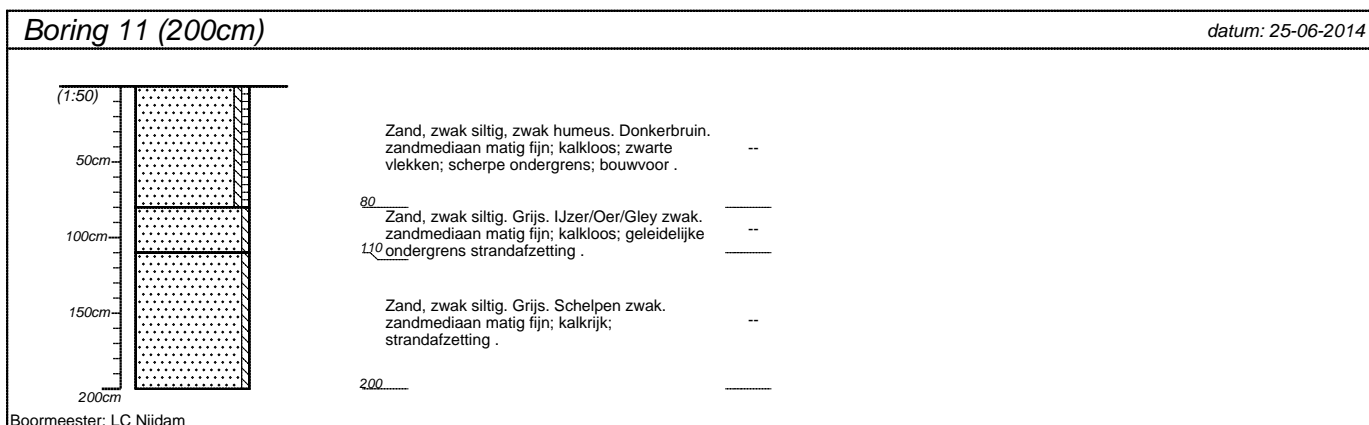 Boring 11 (200cm)
datum: 25-06-2014
(1:50)
50cm
100cm
150cm
200cm
Zand, zwak siltig, zwak humeus. Donkerbruin.
zandmediaan matig fijn; kalkloos; zwarte
vlekken; scherpe ondergrens; bouwvoor .
--
80
Zand, zwak siltig. Grijs. IJzer/Oer/Gley zwak.
zandmediaan matig fijn; kalkloos; geleidelijke
ondergrens strandafzetting .
--
110
Zand, zwak siltig. Grijs. Schelpen zwak.
zandmediaan matig fijn; kalkrijk;
strandafzetting .
--
200
Boormeester: LC Nijdam